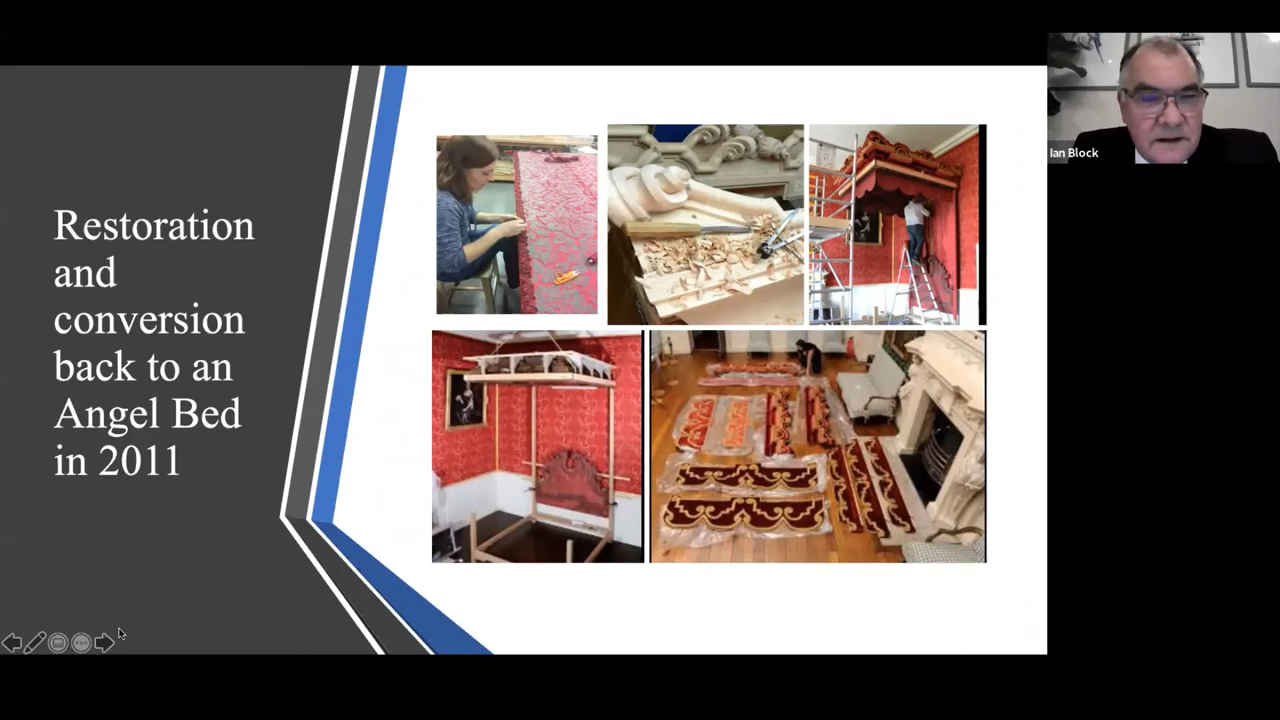 Restoration
and
conversion
back to an
Angel Bed
in 2011
Ian Block